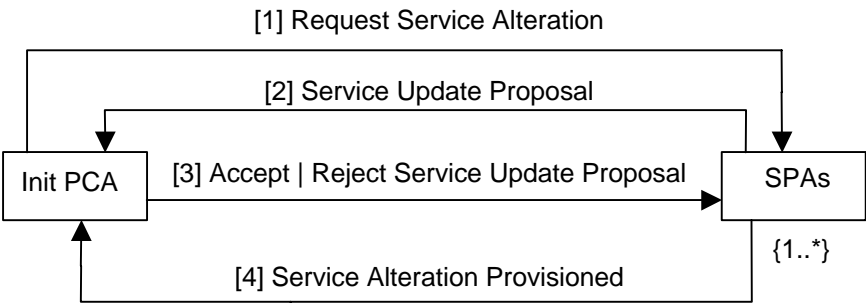 [1] Request Service Alteration
[2] Service Update Proposal
Init PCA
[3] Accept | Reject Service Update Proposal
SPAs
{1..*}
[4] Service Alteration Provisioned